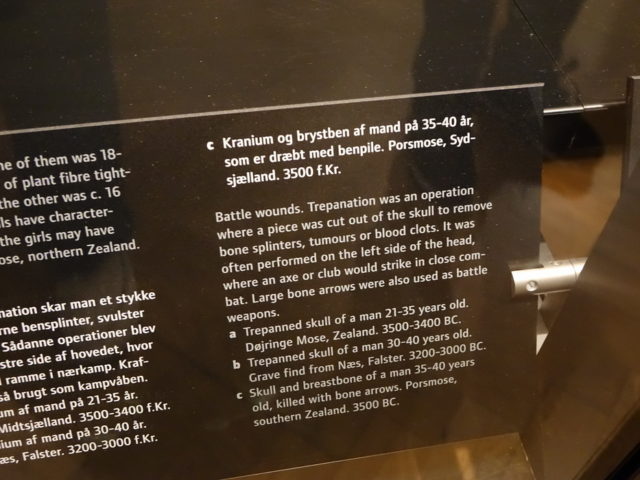 ne of them was 18-
of plant fibre tight-
the other was c. 16
ls have character-
the girls may have
ose, northern Zealand.
nation skar man et stykke
rne bensplinter, svulster
Sådanne operationer blev
stre side af hovedet, hvor
ramme i nærkamp. Kraf-
så brugt som kampvåben.
um af mand på 21-35 år.
Midtsjælland. 3500-3400 f.Kr.
ium af mand på 30-40 år.
æs, Falster. 3200-3000 f.Kr.
c Kranium og brystben af mand på 35-40 år,
som er dræbt med benpile. Porsmose, Syd-
sjælland. 3500 f.Kr.
Battle wounds. Trepanation was an operation
where a piece was cut out of the skull to remove
bone splinters, tumours or blood clots. It was
often performed on the left side of the head,
where an axe or club would strike in close com-
bat. Large bone arrows were also used as battle
weapons.
a Trepanned skull of a man 21-35 years old.
Døjringe Mose, Zealand. 3500-3400 BC.
b Trepanned skull of a man 30-40 years old.
Grave find from Næs, Falster. 3200-3000 BC.
c Skull and breastbone of a man 35-40 years
old, killed with bone arrows. Porsmose,
southern Zealand. 3500 BC.